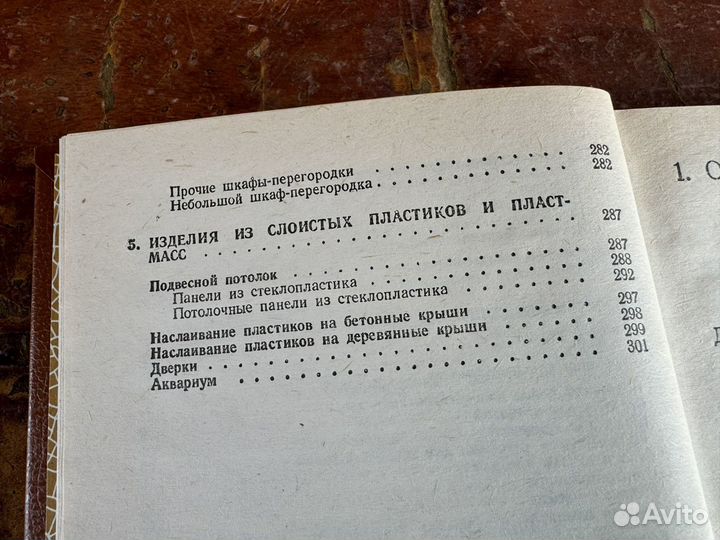 Прочие шкафы-перегородки . . . . . . . . . . 282
Небольшой шкаф-перегородка . . . . . . . . . 282
5. ИЗДЕЛИЯ ИЗ СЛОИСТЫХ ПЛАСТИКОВ И ПЛАСТ-
МАСС . . . . . . . . . . . . . . . . . . 287
Подвесной потолок . . . . . . . . . . . . . 287
Панели из стеклопластика . . . . . . . . . . 288
Потолочные панели из стеклопластика . . . . . . 292
Наслаивание пластиков на бетонные крыши . . . . . 297
Наслаивание пластиков на деревянные крыши . . . . 298
Дверки . . . . . . . . . . . . . . . . . 299
Аквариум . . . . . . . . . . . . . . . . 301
1. О
Avito